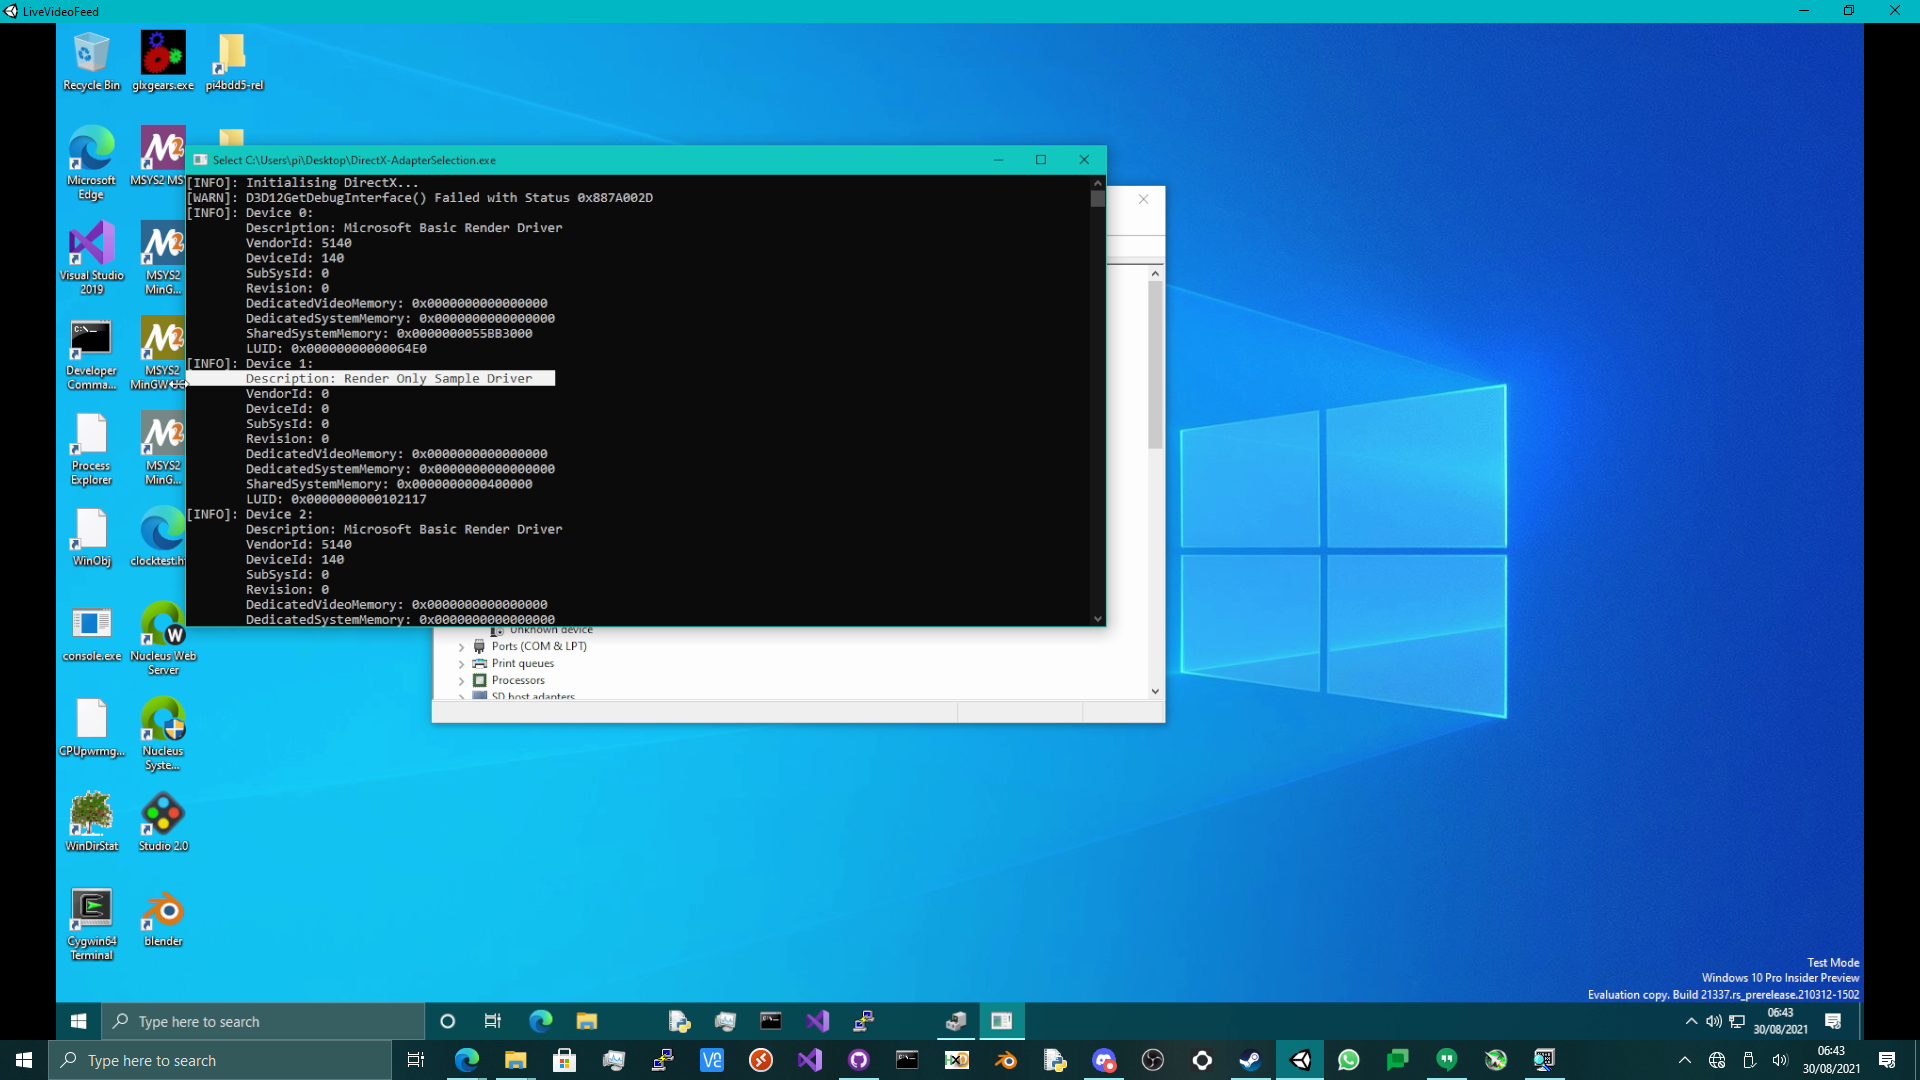 LiveVideoFeed
Recycle Bin
glxgears.exe
pi4bdd5-rel
Microsoft
Edge
MSYS2 MS
Visual Studio
2019
MSYS2
MinG...
C:\
Developer
Comma...
MSYS2
MinGW
Process
Explorer
MSYS2
MinG...
WinObj
clocktest.h
console.exe
Nucleus Web
Server
CPUpwrmg...
Nucleus
Syste...
WinDirStat
Studio 2.0
Cygwin64
Terminal
blender
Select C:\Users\pi\Desktop\DirectX-AdapterSelection.exe
[INFO]: Initialising DirectX...
[WARN]: D3D12GetDebugInterface() Failed with Status 0x887A002D
[INFO]: Device 0:
Description: Microsoft Basic Render Driver
VendorId: 5140
DeviceId: 140
SubSysId: 0
Revision: 0
DedicatedVideoMemory: 0x0000000000000000
DedicatedSystemMemory: 0x0000000000000000
SharedSystemMemory: 0x0000000055BB3000
LUID: 0x00000000000064E0
[INFO]: Device 1:
Description: Render Only Sample Driver
VendorId: 0
DeviceId: 0
SubSysId: 0
Revision: 0
DedicatedVideoMemory: 0x0000000000000000
DedicatedSystemMemory: 0x0000000000000000
SharedSystemMemory: 0x0000000000400000
LUID: 0x0000000000102117
[INFO]: Device 2:
Description: Microsoft Basic Render Driver
VendorId: 5140
DeviceId: 140
SubSysId: 0
Revision: 0
DedicatedVideoMemory: 0x0000000000000000
DedicatedSystemMemory: 0x0000000000000000
Unknown device
Ports (COM & LPT)
Print queues
Processors
SD host adapters
Test Mode
Windows 10 Pro Insider Preview
Evaluation copy. Build 21337.rs_prerelease.210312-1502
Type here to search
06:43
30/08/2021
Type here to search
06:43
30/08/2021